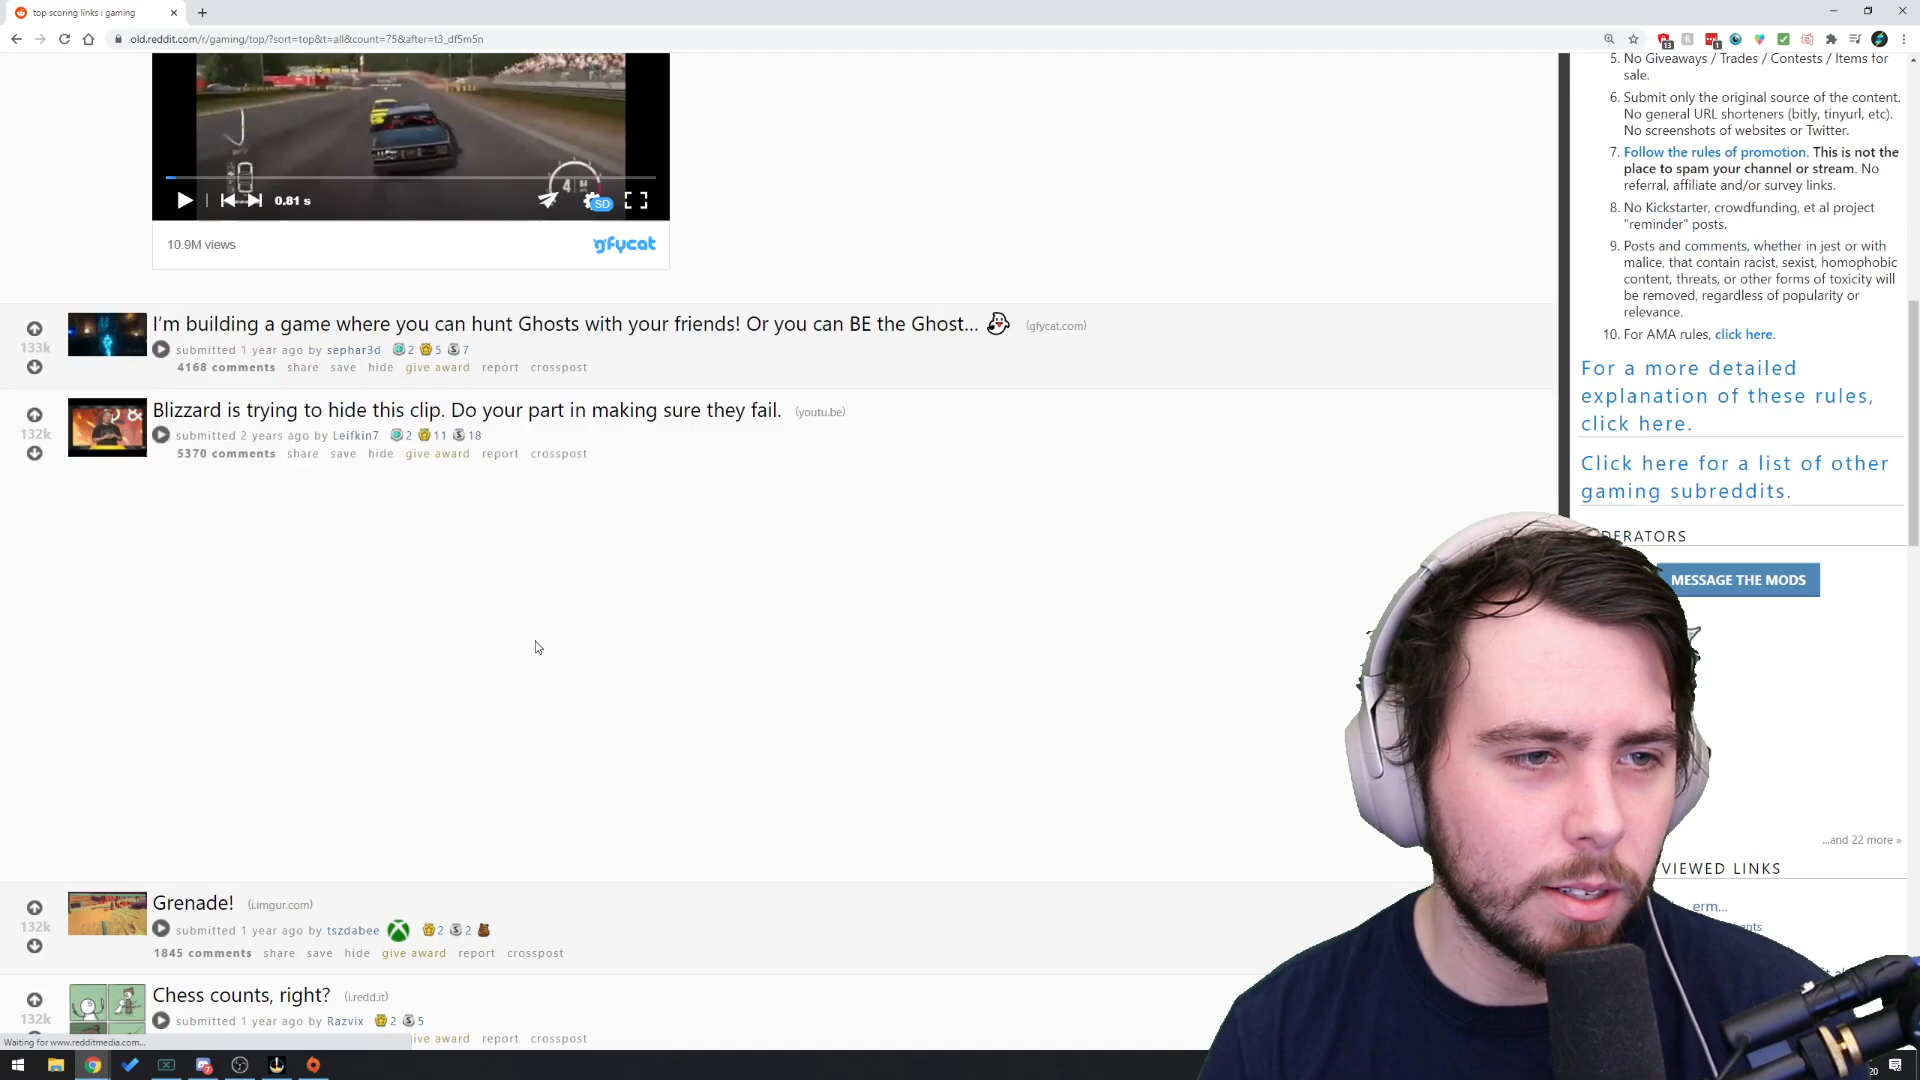 top scoring links : gaming
old.reddit.com/r/gaming/top/?sort=top&t=all&count=75&after=t3_df5m5n
0.81 s
SD
10.9M views
gfycat
133k
I'm building a game where you can hunt Ghosts with your friends! Or you can BE the Ghost... (gfycat.com)
submitted 1 year ago by sephar3d 2 5 7
4168 comments share save hide give award report crosspost
132k
Blizzard is trying to hide this clip. Do your part in making sure they fail. (youtu.be)
submitted 2 years ago by Leifkin7 2 11 18
5370 comments share save hide give award report crosspost
132k
Grenade! (i.imgur.com)
submitted 1 year ago by tszdabee 2 2
1845 comments share save hide give award report crosspost
132k
Chess counts, right? (i.redd.it)
submitted 1 year ago by Razvix 2 5
give award report crosspost
Waiting for www.redditmedia.com...
5. No Giveaways / Trades / Contests / Items for
sale.
6. Submit only the original source of the content.
No general URL shorteners (bitly, tinyurl, etc).
No screenshots of websites or Twitter.
7. Follow the rules of promotion. This is not the
place to spam your channel or stream. No
referral, affiliate and/or survey links.
8. No Kickstarter, crowdfunding, et al project
"reminder" posts.
9. Posts and comments, whether in jest or with
malice, that contain racist, sexist, homophobic
content, threats, or other forms of toxicity will
be removed, regardless of popularity or
relevance.
10. For AMA rules, click here.
For a more detailed
explanation of these rules,
click here.
Click here for a list of other
gaming subreddits.
DERATORS
MESSAGE THE MODS
...and 22 more »
VIEWED LINKS
erm...
ents
20